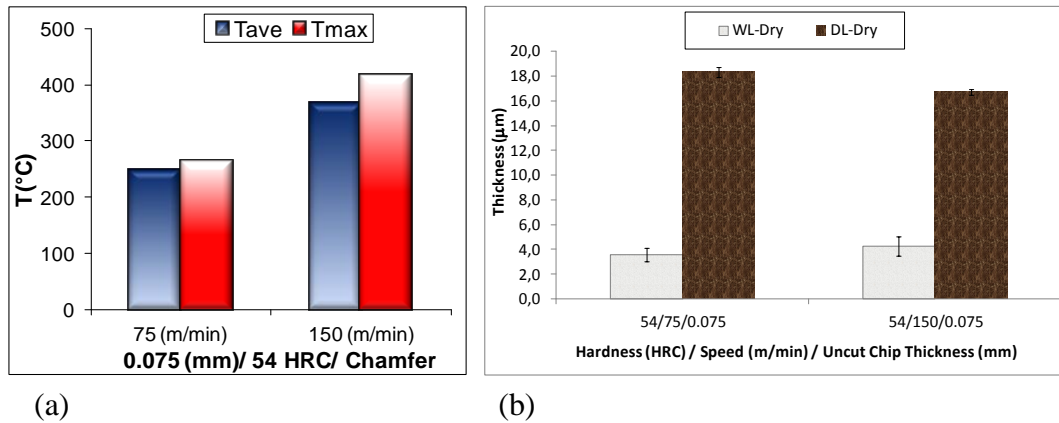 Tave Tmax
500
400
300
200
100
0
T(°C)
75 (m/min) 150 (m/min)
0.075 (mm)/ 54 HRC/ Chamfer
(a)
WL-Dry DL-Dry
20,0
18,0
16,0
14,0
12,0
10,0
8,0
6,0
4,0
2,0
0,0
Thickness (µm)
54/75/0.075 54/150/0.075
Hardness (HRC) / Speed (m/min) / Uncut Chip Thickness (mm)
(b)